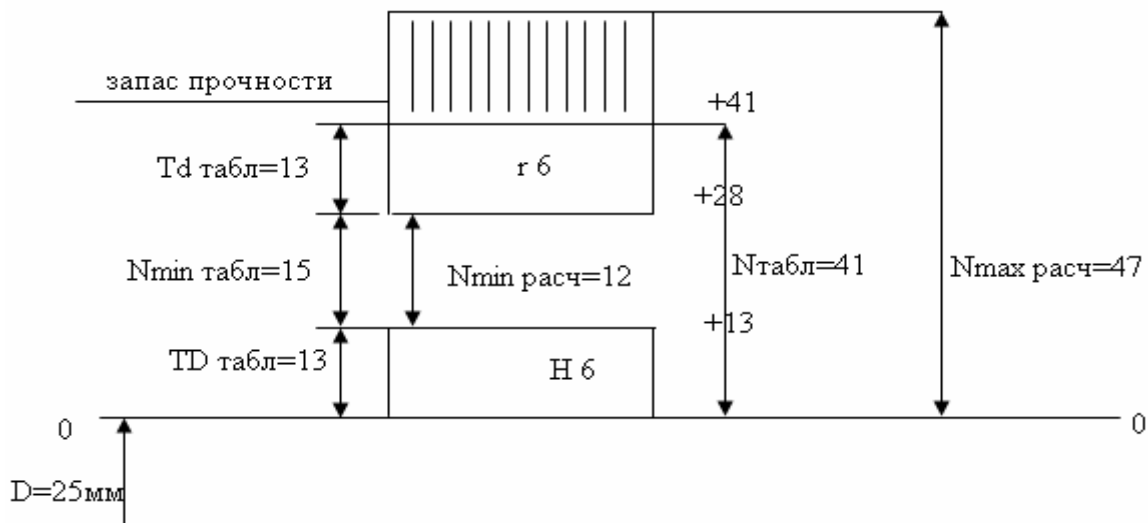 запас прочности
+41
Td табл=13
r 6
+28
Nmin табл=15
Nmin расч=12
Nтабл=41
Nmax расч=47
+13
TD табл=13
H 6
0
0
D=25мм